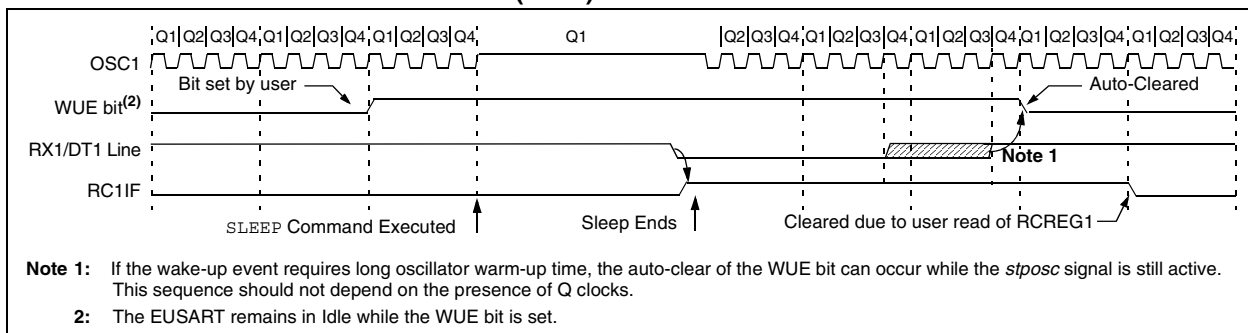 Q1 Q2 Q3 Q4 Q1 Q2 Q3 Q4 Q1 Q2 Q3 Q4 Q1 Q2 Q3 Q4 Q1 Q2 Q3 Q4 Q1 Q2 Q3 Q4 Q1 Q2 Q3 Q4
OSC1
Bit set by user
Auto-Cleared
WUE bit(2)
RX1/DT1 Line
Note 1
RC1IF
SLEEP Command Executed
Sleep Ends
Cleared due to user read of RCREG1
Note 1: If the wake-up event requires long oscillator warm-up time, the auto-clear of the WUE bit can occur while the stposc signal is still active.
This sequence should not depend on the presence of Q clocks.
2: The EUSART remains in Idle while the WUE bit is set.